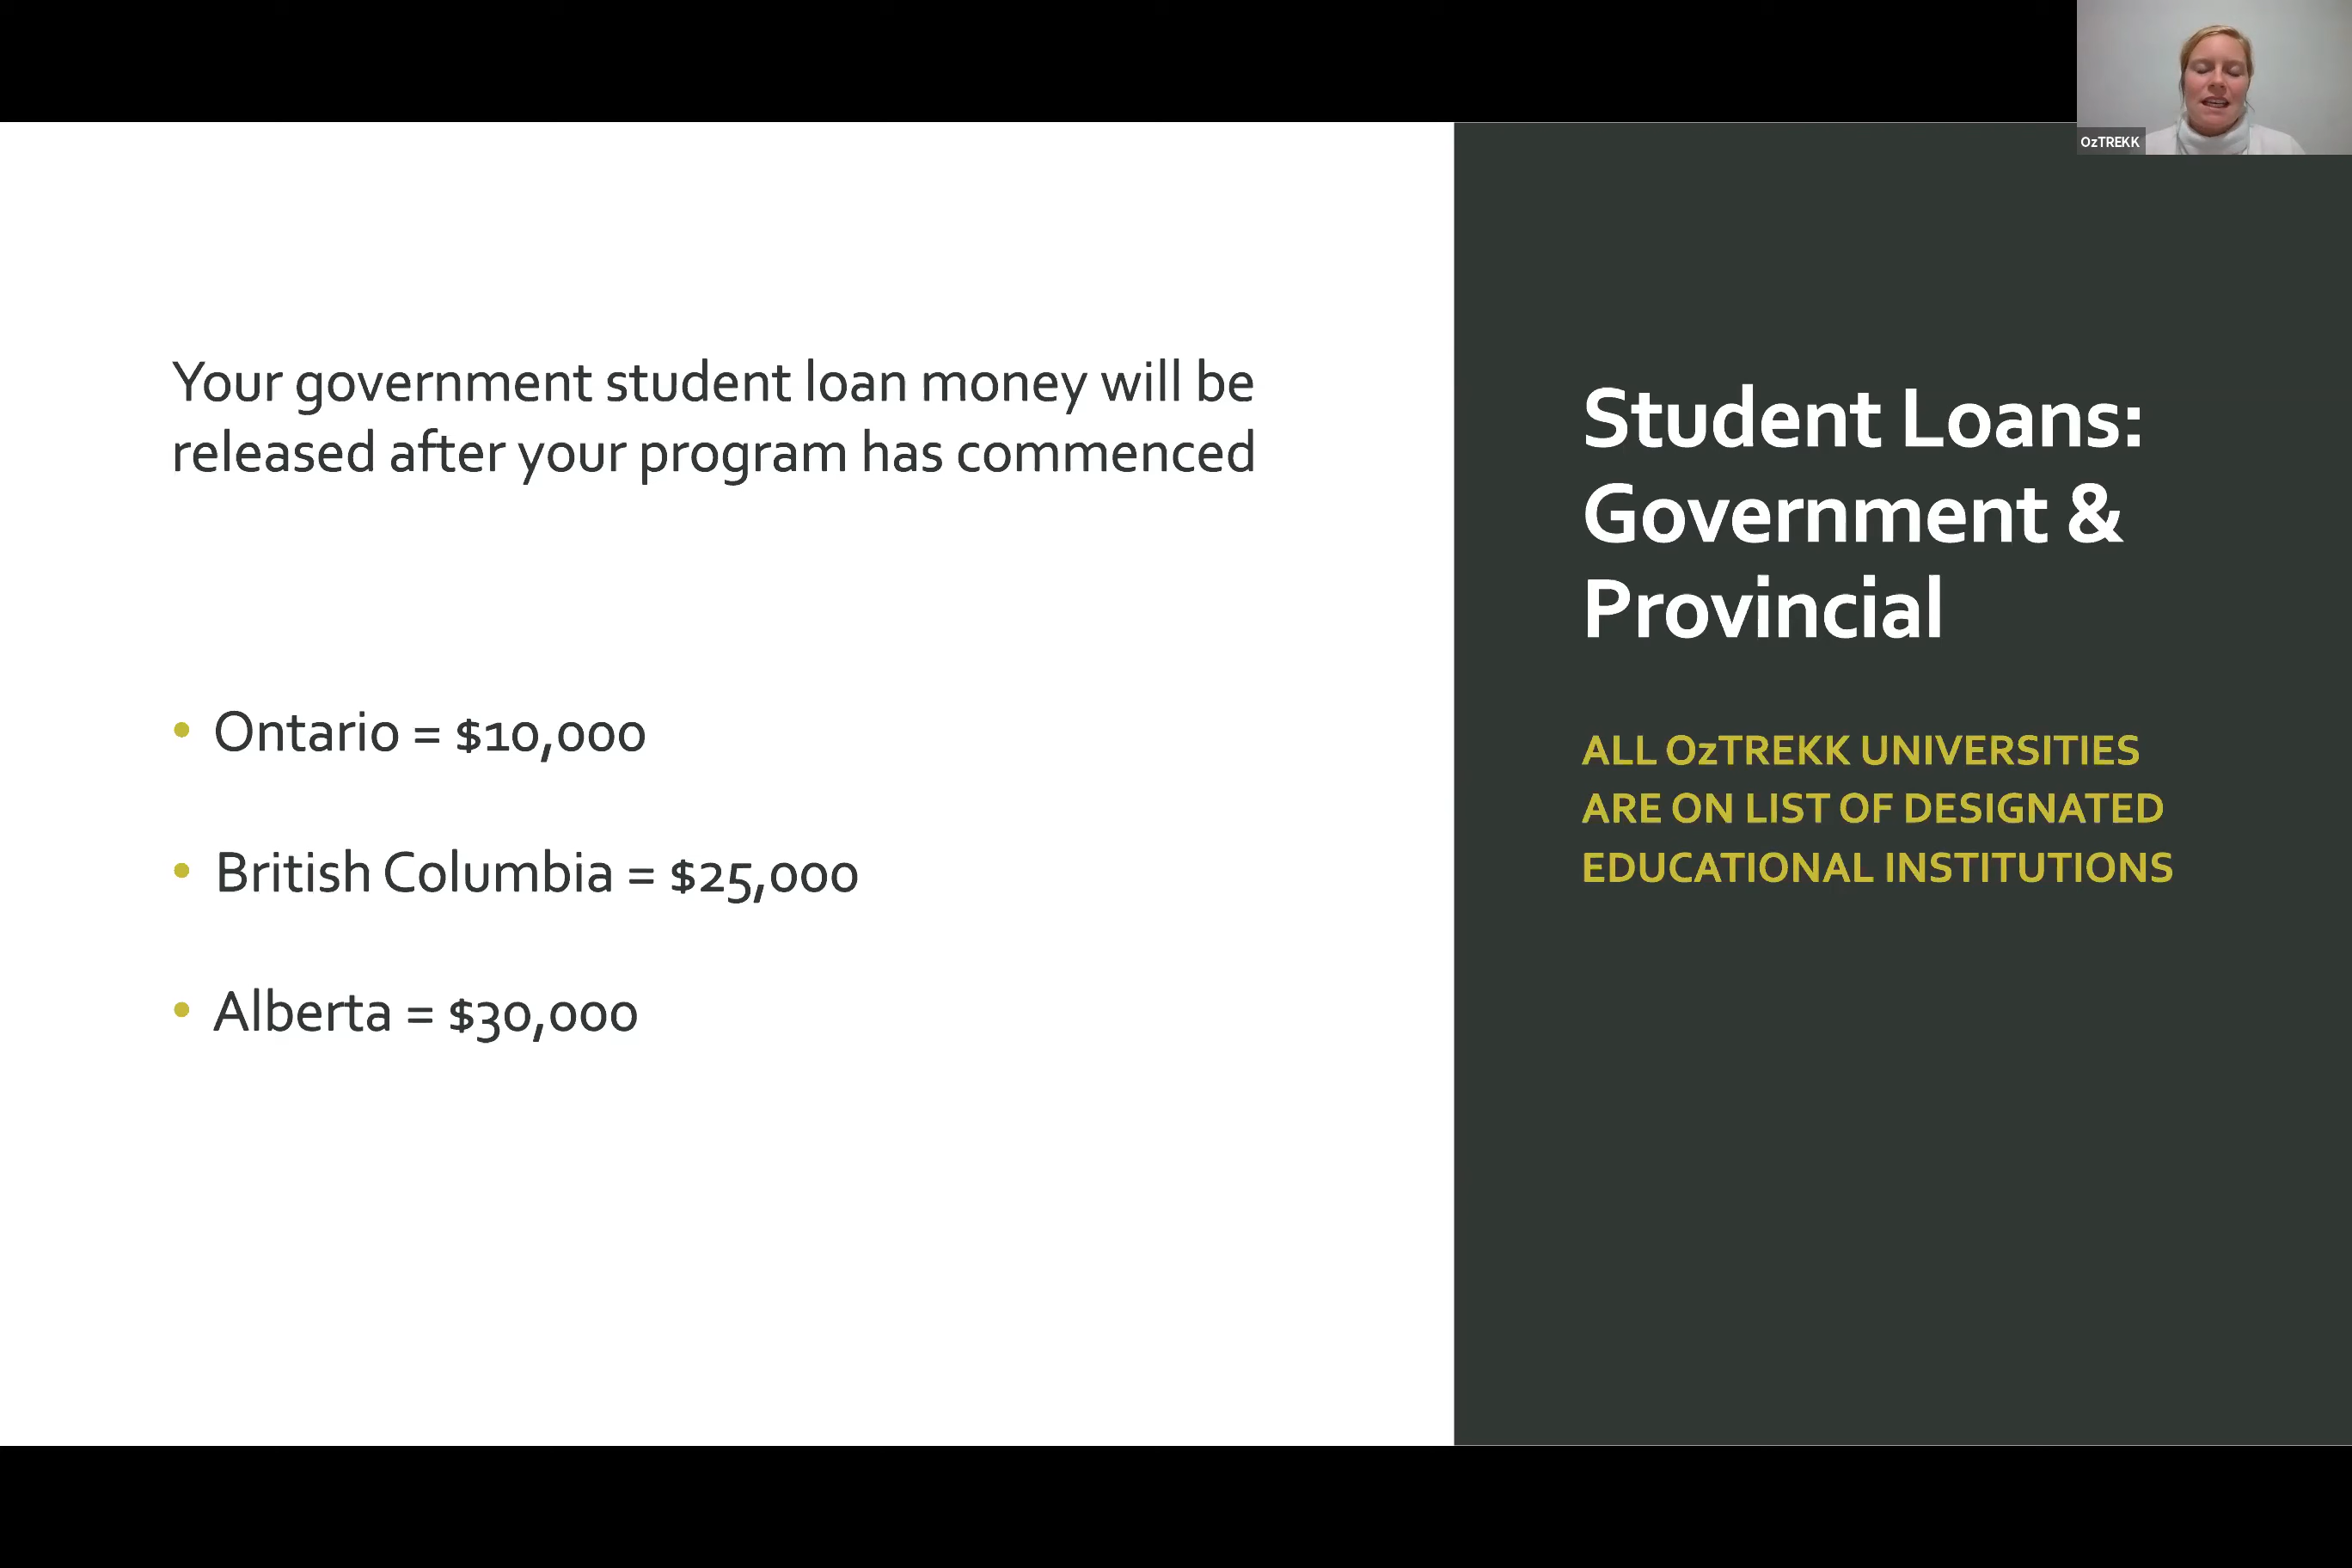 OzTREKK
Your government student loan money will be
released after your program has commenced
• Ontario = $10,000
• British Columbia = $25,000
• Alberta = $30,000
Student Loans:
Government &
Provincial
ALL OzTREKK UNIVERSITIES
ARE ON LIST OF DESIGNATED
EDUCATIONAL INSTITUTIONS